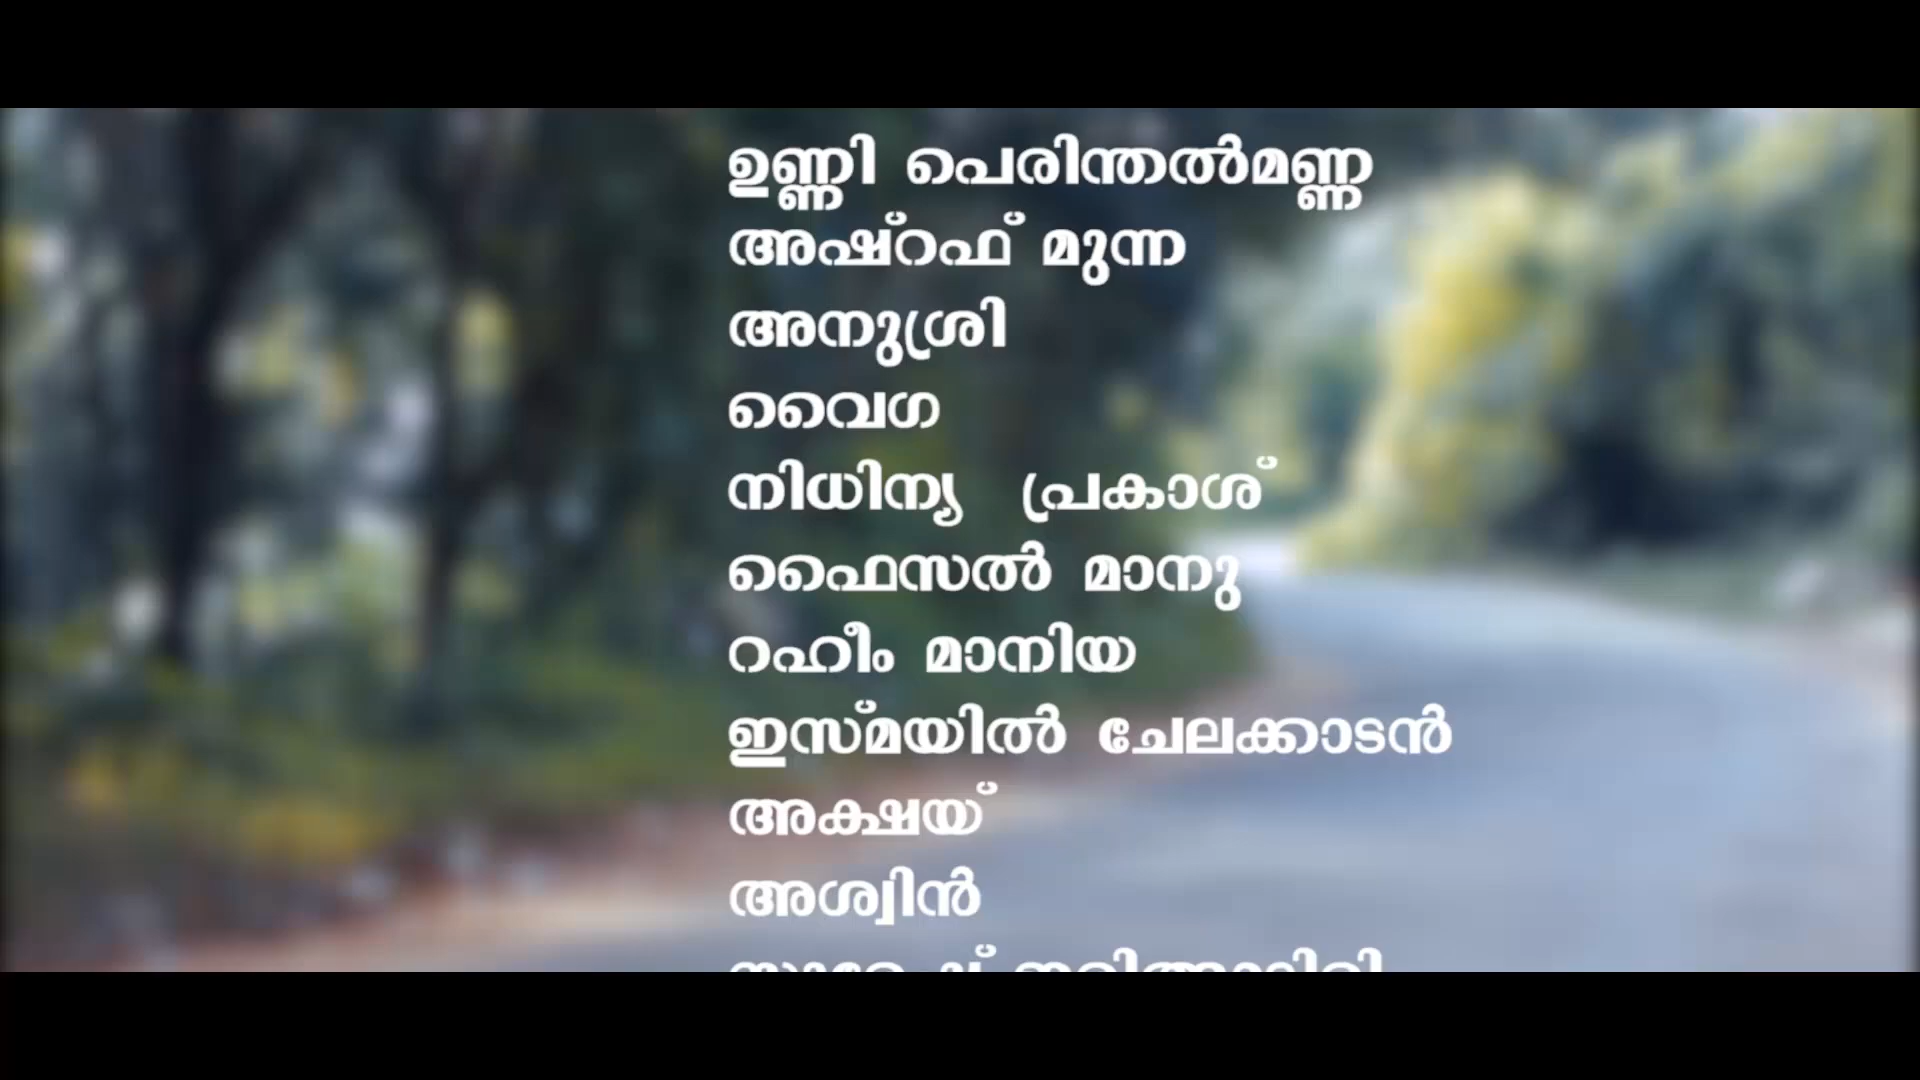 ഉണ്ണി പെരിന്തൽമണ്ണ
അഷ്റഫ് മുന്ന
അനുശ്രി
വൈഗ
നിധിന്യ പ്രകാശ്
ഫൈസൽ മാനു
റഹീം മാനിയ
ഇസ്മയിൽ ചേലക്കാടൻ
അക്ഷയ്
അശ്വിൻ